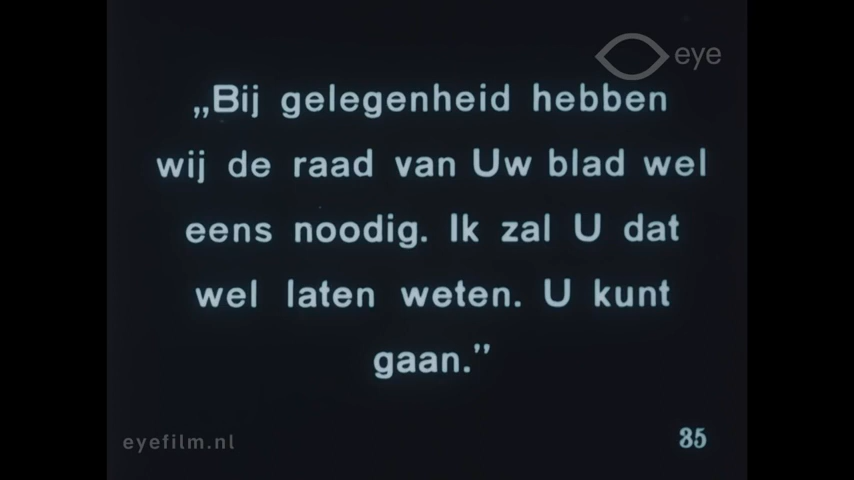 eye
„Bij gelegenheid hebben
wij de raad van Uw blad wel
eens noodig. Ik zal U dat
wel laten weten. U kunt
gaan.”
eyefilm.nl
35